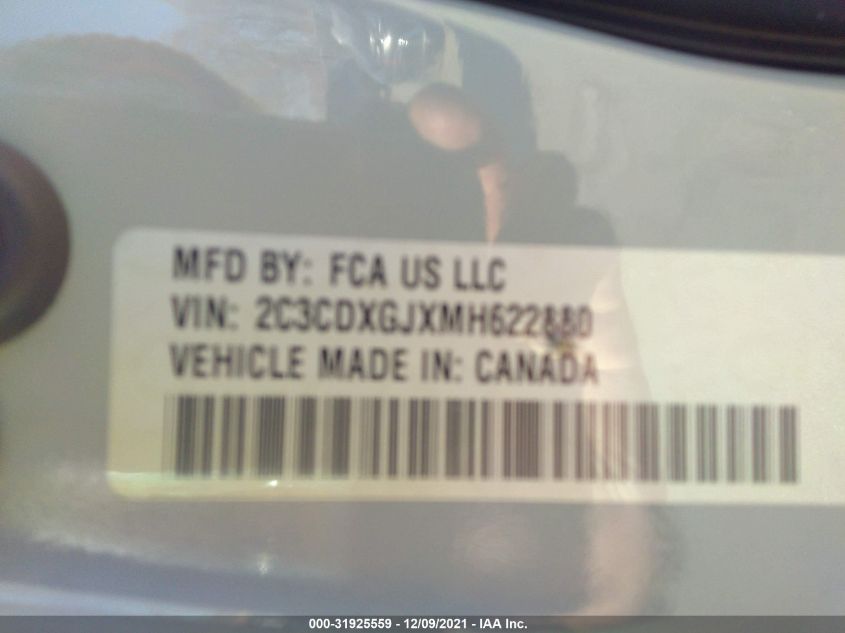 MFD BY: FCA US LLC
VIN: 2C3CDXGJXMH622880
VEHICLE MADE IN: CANADA
000-31925559 - 12/09/2021 - IAA Inc.